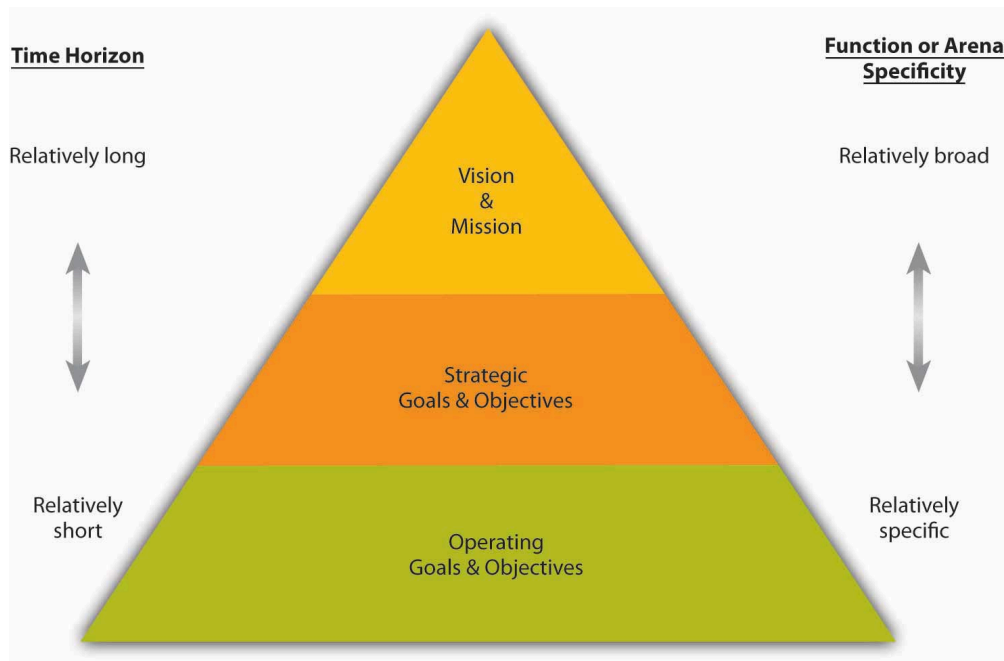 Time Horizon
Function or Arena
Specificity
Relatively long
Relatively broad
Vision
&
Mission
Strategic
Goals & Objectives
Relatively
short
Relatively
specific
Operating
Goals & Objectives